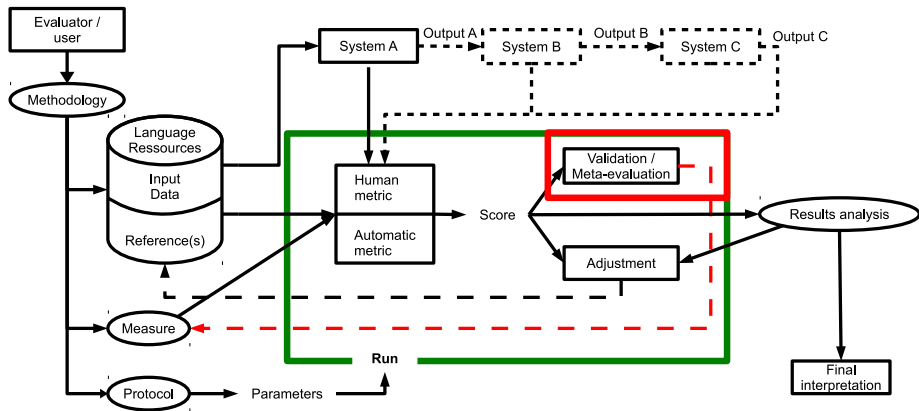 Evaluator /
user
Methodology
Language
Ressources
Input
Data
Reference(s)
Measure
Protocol
Parameters
System A
Output A
System B
Output B
System C
Output C
Human
metric
Automatic
metric
Score
Validation /
Meta-evaluation
Adjustment
Run
Results analysis
Final
interpretation